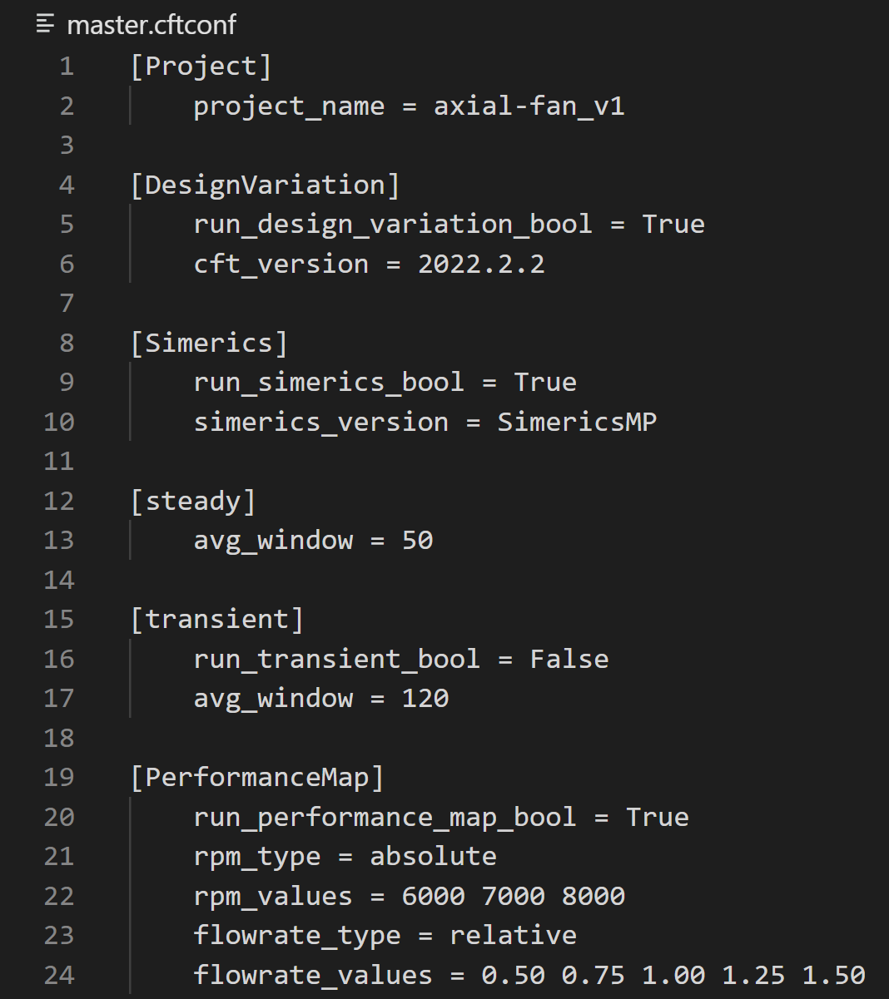 master.cftconf
1 [Project]
2 project_name = axial-fan_v1
3
4 [DesignVariation]
5 run_design_variation_bool = True
6 cft_version = 2022.2.2
7
8 [Simerics]
9 run_simerics_bool = True
10 simerics_version = SimericsMP
11
12 [steady]
13 avg_window = 50
14
15 [transient]
16 run_transient_bool = False
17 avg_window = 120
18
19 [PerformanceMap]
20 run_performance_map_bool = True
21 rpm_type = absolute
22 rpm_values = 6000 7000 8000
23 flowrate_type = relative
24 flowrate_values = 0.50 0.75 1.00 1.25 1.50